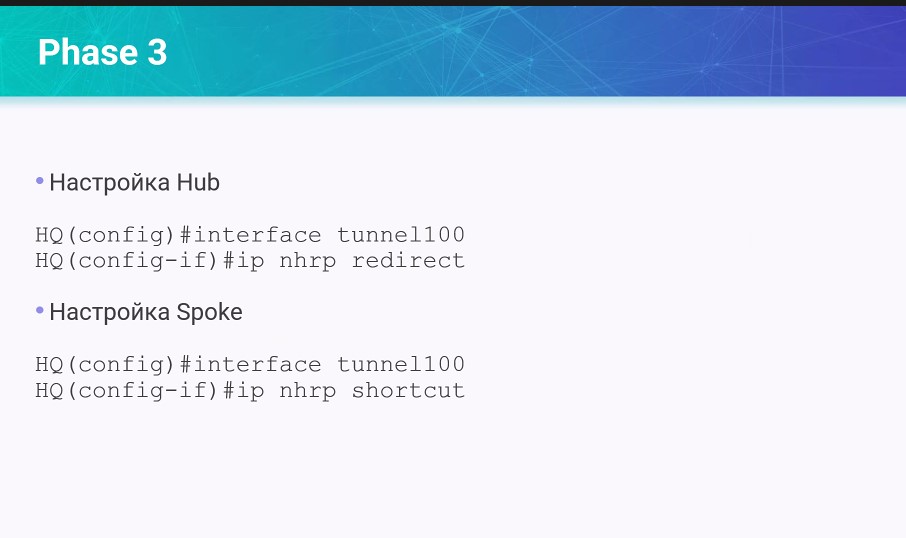 Phase 3
• Настройка Hub
HQ(config)#interface tunnel100
HQ(config-if)#ip nhrp redirect
• Настройка Spoke
HQ(config)#interface tunnel100
HQ(config-if)#ip nhrp shortcut